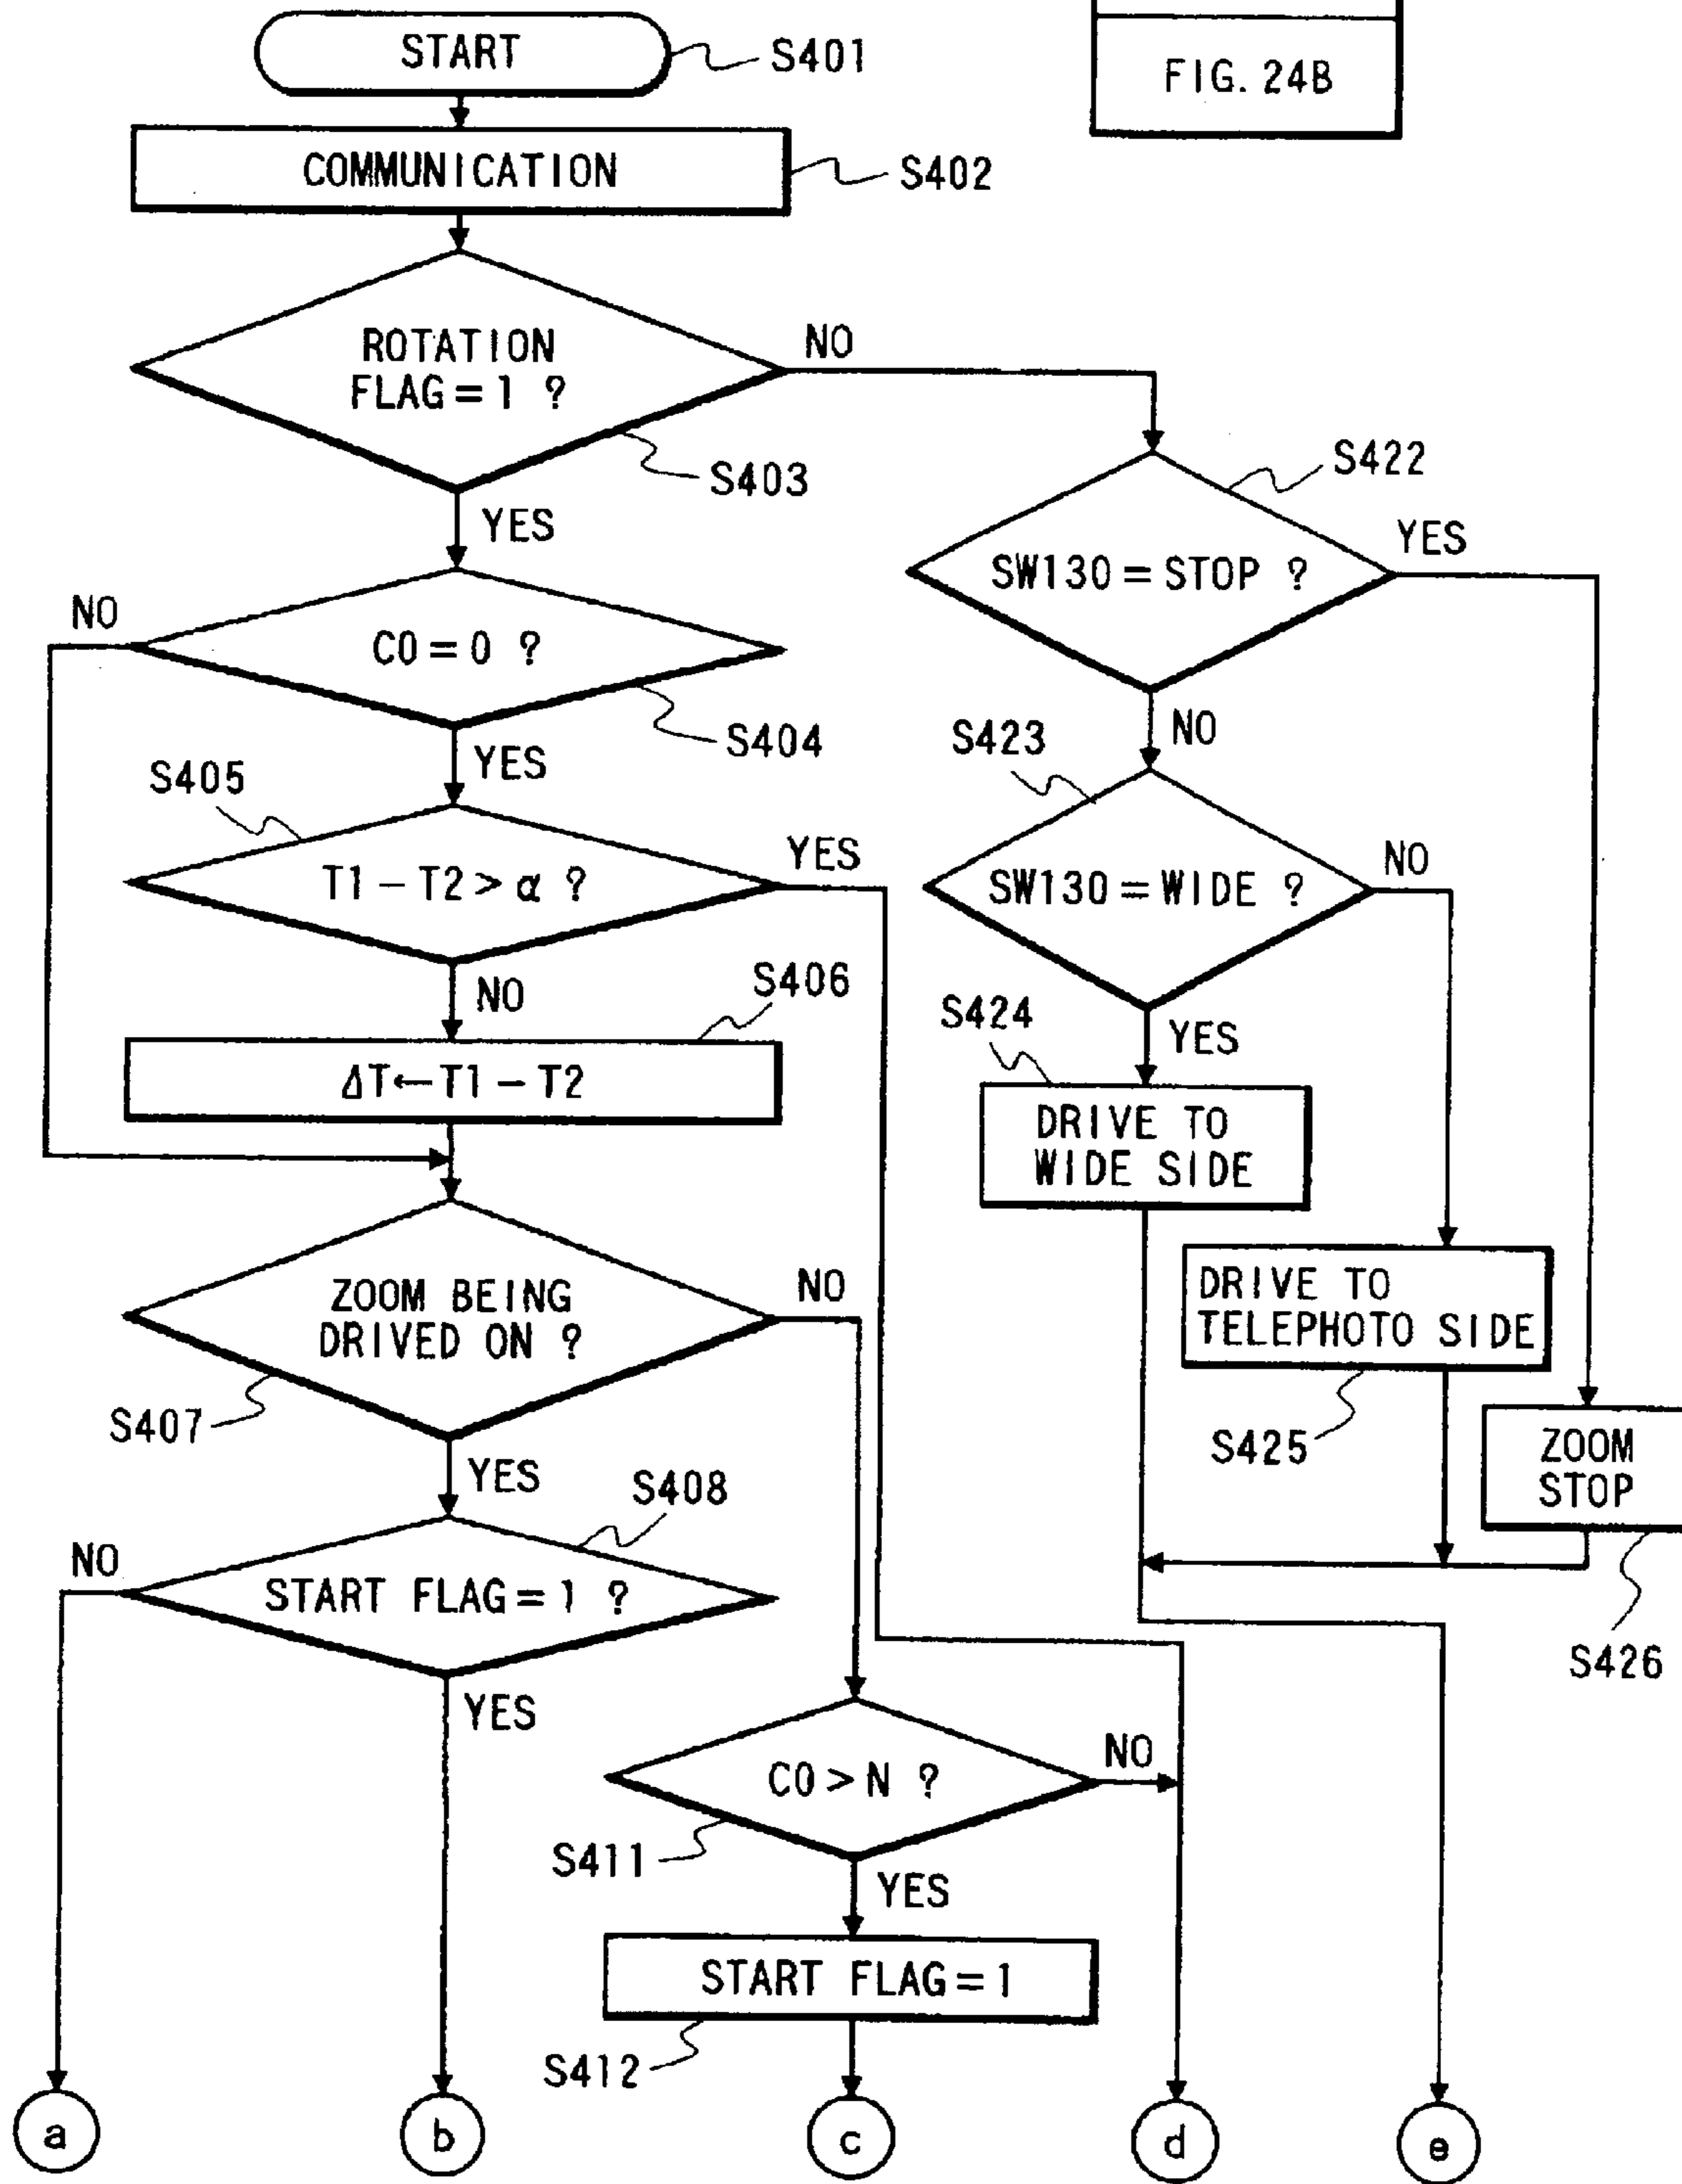 FIG. 24B
START
S401
COMMUNICATION
S402
ROTATION
FLAG = 1 ?
NO
S403
YES
S422
SW130 = STOP ?
YES
NO
NO
C0 = 0 ?
S404
YES
S423
SW130 = WIDE ?
NO
S405
T1 - T2 > α ?
YES
NO
S406
ΔT ← T1 - T2
S424
YES
DRIVE TO
WIDE SIDE
DRIVE TO
TELEPHOTO SIDE
S425
ZOOM
STOP
S426
ZOOM BEING
DRIVED ON ?
NO
S407
YES
S408
NO
START FLAG = 1 ?
YES
C0 > N ?
NO
S411
YES
START FLAG = 1
S412
a
b
c
d
e